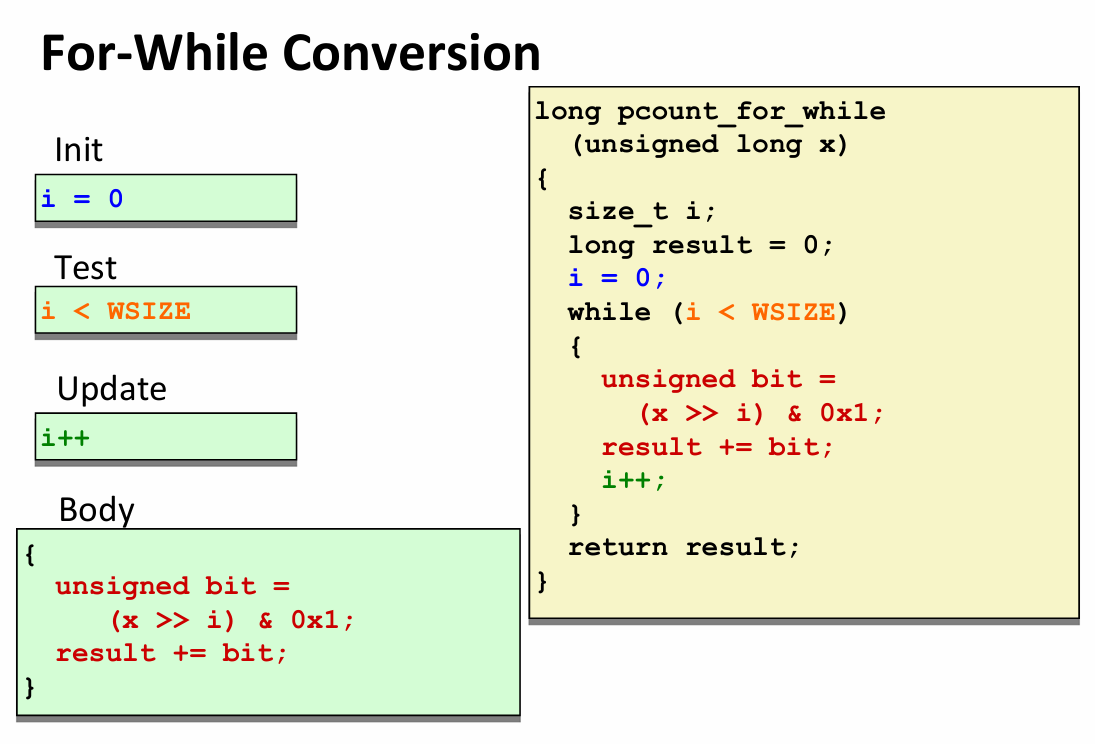 For-While Conversion
Init
i = 0
Test
i < WSIZE
Update
i++
Body
{
  unsigned bit =
     (x >> i) & 0x1;
  result += bit;
}
long pcount_for_while
  (unsigned long x)
{
  size_t i;
  long result = 0;
  i = 0;
  while (i < WSIZE)
  {
    unsigned bit =
      (x >> i) & 0x1;
    result += bit;
    i++;
  }
  return result;
}